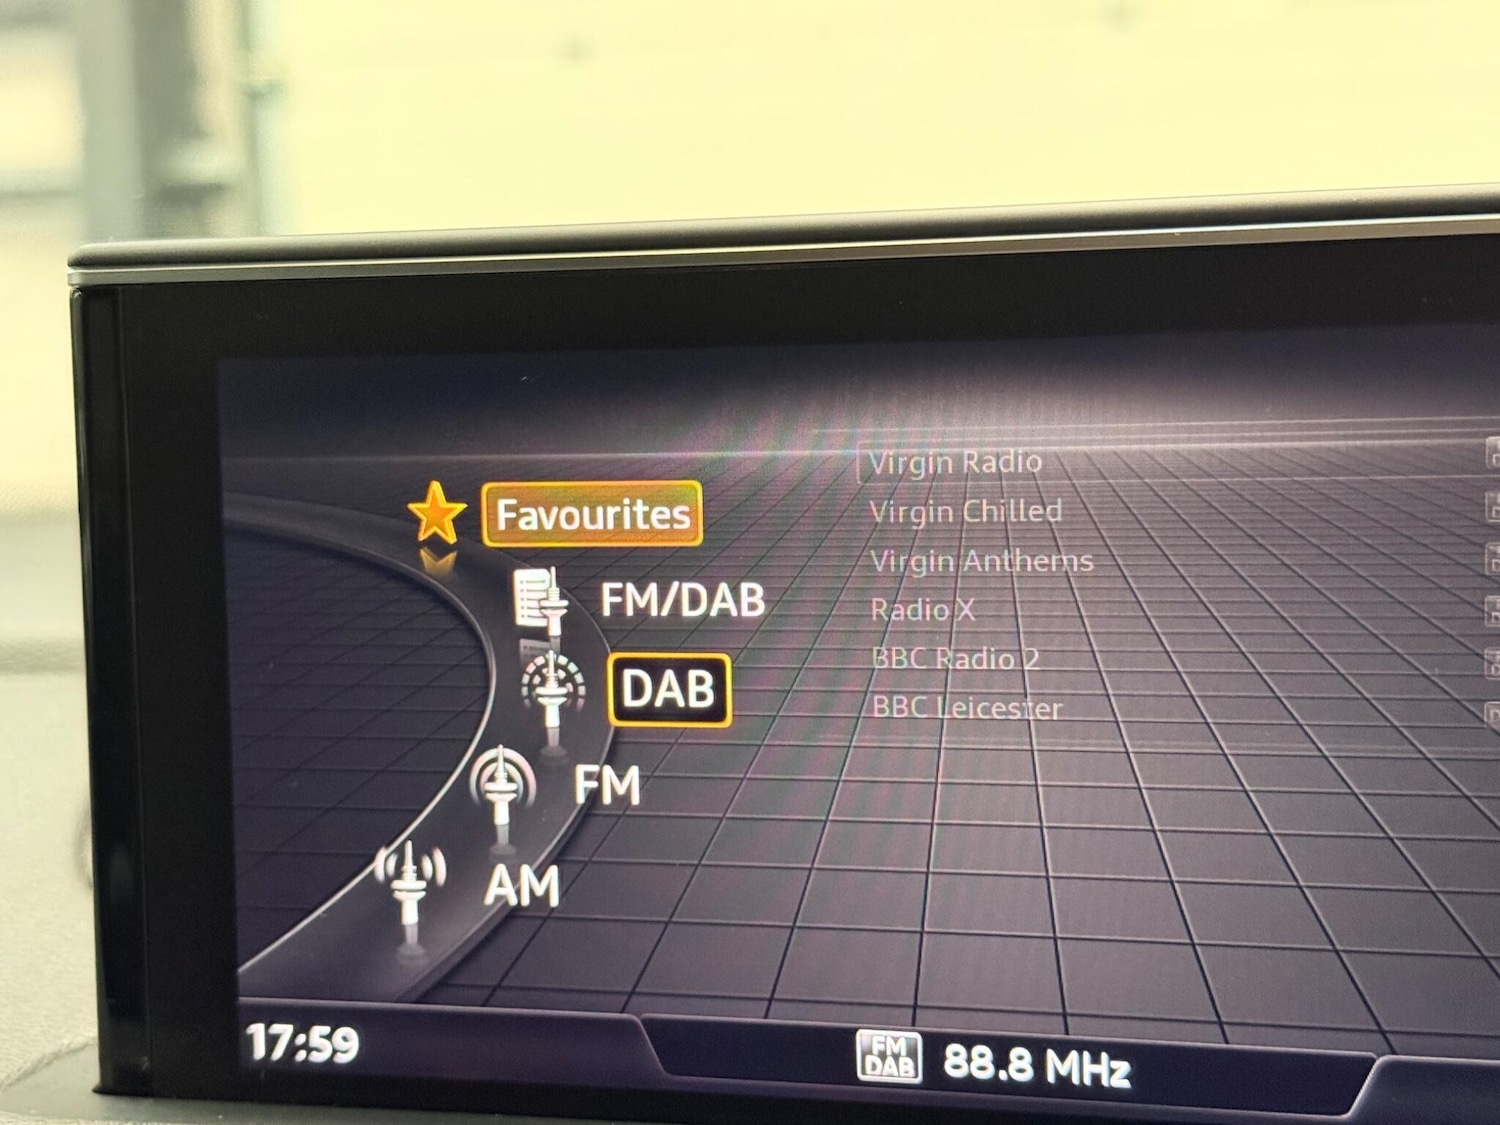 Virgin Radio
Virgin Chilled
Virgin Anthems
Radio X
BBC Radio 2
BBC Leicester
Favourites
FM/DAB
DAB
FM
AM
17:59
FM
DAB
88.8 MHz